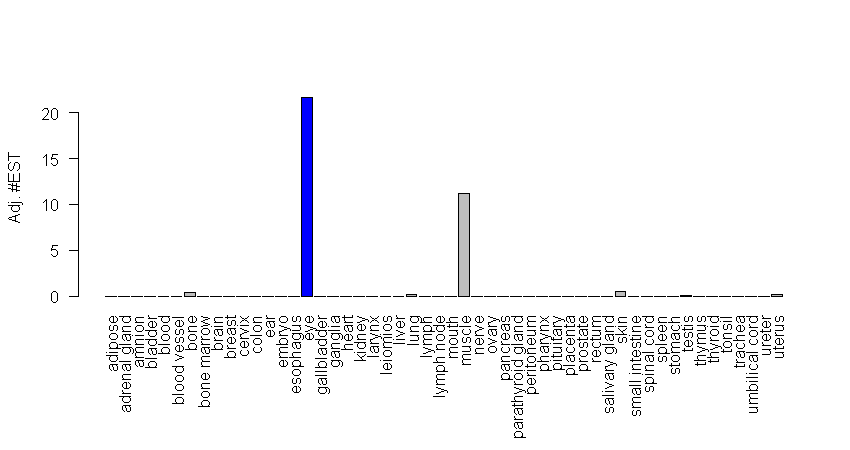 Adj. #EST
20
15
10
5
0
adipose
adrenal gland
amnion
bladder
blood
blood vessel
bone
bone marrow
brain
breast
cervix
colon
ear
embryo
esophagus
eye
gallbladder
ganglia
heart
kidney
larynx
leiomios
liver
lung
lymph
lymph node
mouth
muscle
nerve
ovary
pancreas
parathyroid gland
peritoneum
pharynx
pituitary
placenta
prostate
rectum
salivary gland
skin
small intestine
spinal cord
spleen
stomach
testis
thymus
thyroid
tonsil
trachea
umbilical cord
ureter
uterus